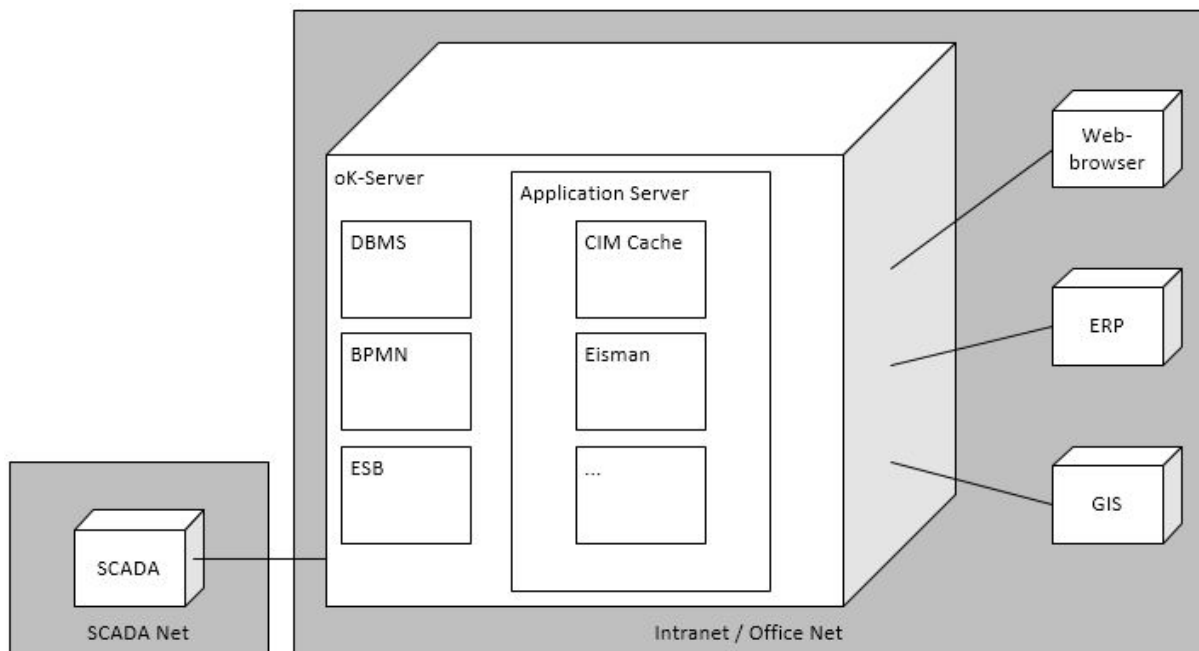 oK-Server
Application Server
DBMS
CIM Cache
BPMN
Eisman
ESB
...
Web-
browser
ERP
GIS
SCADA
SCADA Net
Intranet / Office Net